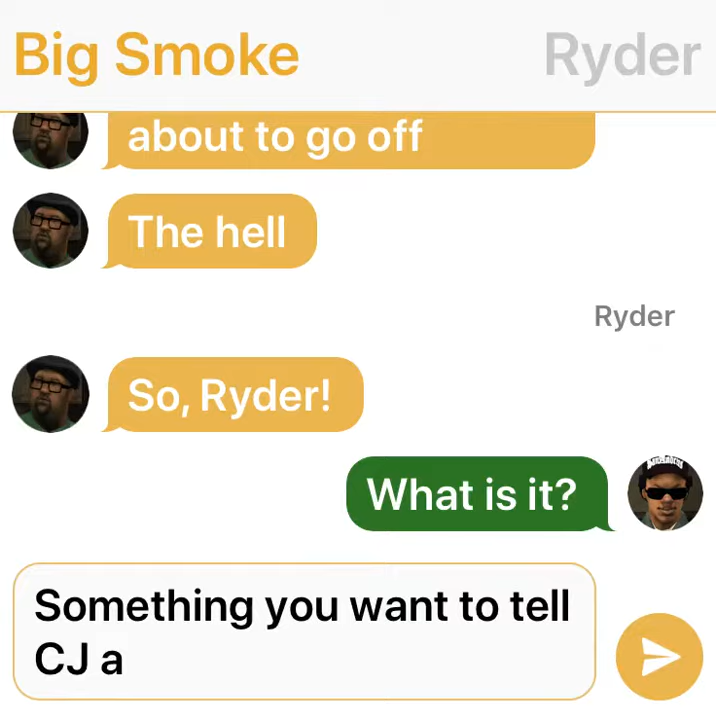 Big Smoke
Ryder
about to go off
The hell
Ryder
So, Ryder!
What is it?
Something you want to tell
CJ a